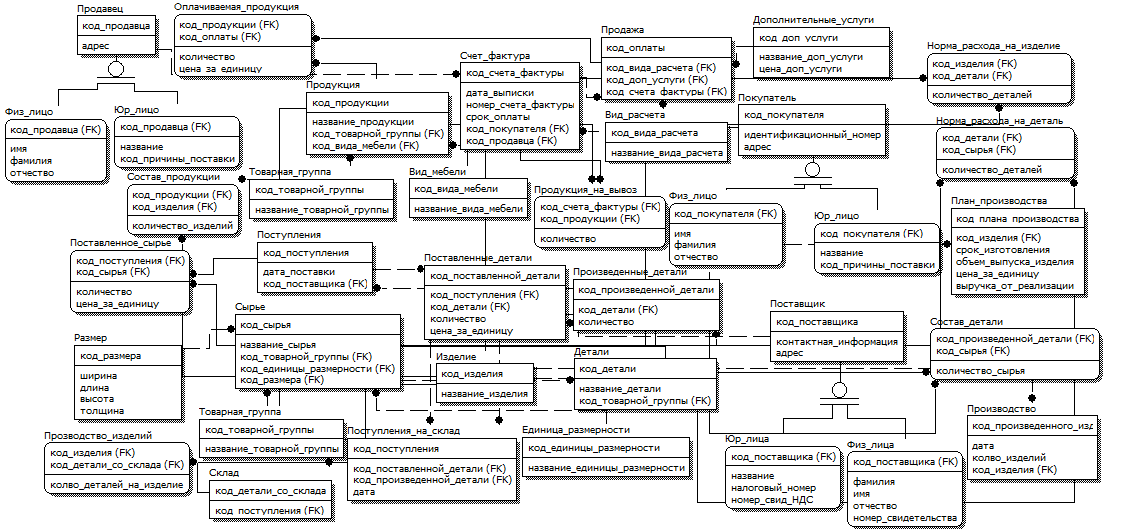 Продавец
код_продавца
адрес
Оплачиваемая_продукция
код_продукции (FK)
код_оплаты (FK)
количество
цена_за_единицу
Физ_лицо
код_продавца (FK)
имя
фамилия
отчество
Юр_лицо
код_продавца (FK)
название
код_причины_поставки
Продукция
код_продукции
название_продукции
код_товарной_группы (FK)
код_вида_мебели (FK)
Счет_фактура
код_счета_фактуры
дата_выписки
номер_счета_фактуры
срок_оплаты
код_покупателя (FK)
код_продавца (FK)
Продажа
код_оплаты
код_вида_расчета (FK)
код_доп_услуги (FK)
код_счета_фактуры (FK)
Дополнительные_услуги
код_доп_услуги
название_доп_услуги
цена_доп_услуги
Норма_расхода_на_изделие
код_изделия (FK)
код_детали (FK)
количество_деталей
Вид_расчета
код_вида_расчета
название_вида_расчета
Покупатель
код_покупателя
идентификационный_номер
адрес
Норма_расхода_на_деталь
код_детали (FK)
код_сырья (FK)
количество_деталей
Состав_продукции
код_продукции (FK)
код_изделия (FK)
количество_изделий
Товарная_группа
код_товарной_группы
название_товарной_группы
Вид_мебели
код_вида_мебели
название_вида_мебели
Продукция_на_вывоз
код_счета_фактуры (FK)
код_продукции (FK)
количество
Физ_лицо
код_покупателя (FK)
имя
фамилия
отчество
Юр_лицо
код_покупателя (FK)
название
код_причины_поставки
План_производства
код_плана_производства
код_изделия (FK)
срок_изготовления
объем_выпуска_изделия
цена_за_единицу
выручка_от_реализации
Поставленное_сырье
код_поступления (FK)
код_сырья (FK)
количество
цена_за_единицу
Поступления
код_поступления
дата_поставки
код_поставщика (FK)
Поставленные_детали
код_поставленной_детали
код_поступления (FK)
код_детали (FK)
количество
цена_за_единицу
Произведенные_детали
код_произведенной_детали
код_детали (FK)
количество
Поставщик
код_поставщика
контактная_информация
адрес
Состав_детали
код_произведенной_детали (FK)
код_сырья (FK)
количество_сырья
Сырье
код_сырья
название_сырья
код_товарной_группы (FK)
код_единицы_размерности (FK)
код_размера (FK)
Размер
код_размера
ширина
длина
высота
толщина
Изделие
код_изделия
название_изделия
Детали
код_детали
название_детали
код_товарной_группы (FK)
Товарная_группа
код_товарной_группы
название_товарной_группы
Поступления_на_склад
код_поступления
код_поставленной_детали (FK)
код_произведенной_детали (FK)
дата
Единица_размерности
код_единицы_размерности
название_единицы_размерности
Юр_лица
код_поставщика (FK)
название
налоговый_номер
номер_свид_НДС
Физ_лица
код_поставщика (FK)
фамилия
имя
отчество
номер_свидетельства
Производство
код_произведенного_изд
дата
колво_изделий
код_изделия (FK)
Прозводство_изделий
код_изделия (FK)
код_детали_со_склада (FK)
колво_деталей_на_изделие
Склад
код_детали_со_склада
код_поступления (FK)